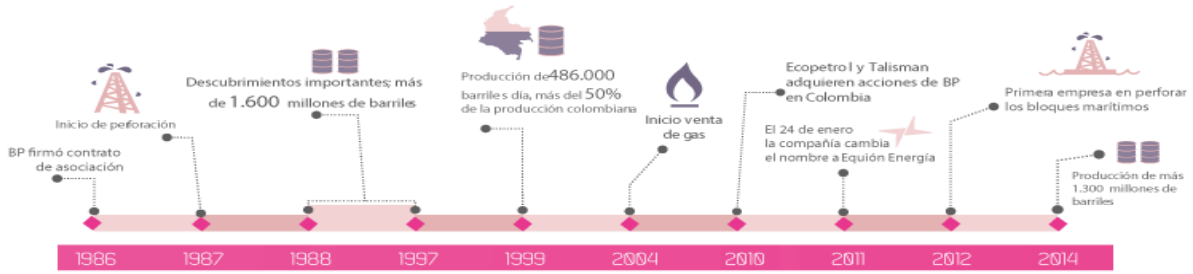 BP firmó contrato
de asociación
Inicio de perforación
Descubrimientos importantes; más
de 1.600 millones de barriles
Producción de 486.000
barriles día, más del 50%
de la producción colombiana
Inicio venta
de gas
Ecopetrol y Talisman
adquieren acciones de BP
en Colombia
El 24 de enero
la compañía cambia
el nombre a Equión Energía
Primera empresa en perforar
los bloques marítimos
Producción de más
1.300 millones de
barriles
1986 1987 1988 1997 1999 2004 2010 2011 2012 2014